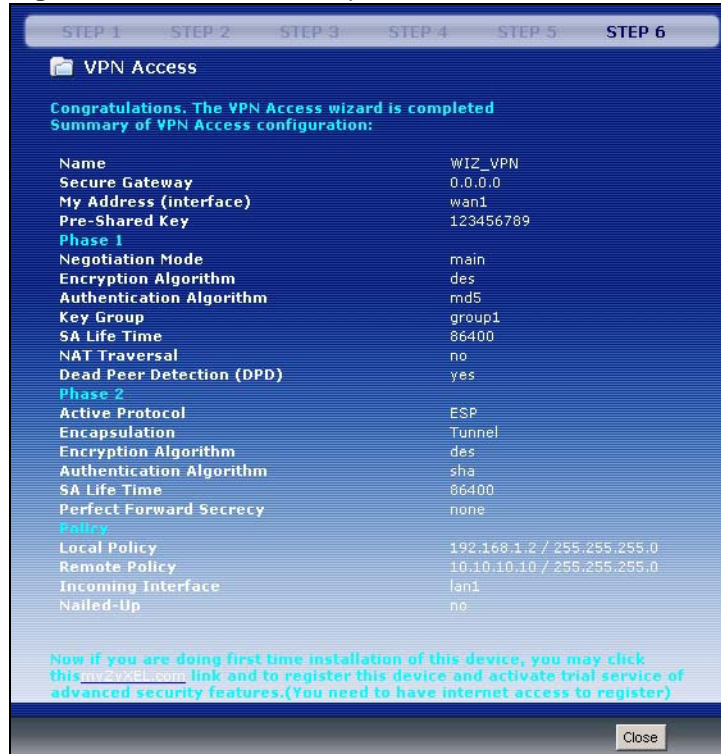 STEP 1 STEP 2 STEP 3 STEP 4 STEP 5 STEP 6
VPN Access
Congratulations. The VPN Access wizard is completed
Summary of VPN Access configuration:
Name WIZ_VPN
Secure Gateway 0.0.0.0
My Address (interface) wan1
Pre-Shared Key 123456789
Phase 1
Negotiation Mode main
Encryption Algorithm des
Authentication Algorithm md5
Key Group group1
SA Life Time 86400
NAT Traversal no
Dead Peer Detection (DPD) yes
Phase 2
Active Protocol ESP
Encapsulation Tunnel
Encryption Algorithm des
Authentication Algorithm sha
SA Life Time 86400
Perfect Forward Secrecy none
Policy
Local Policy 192.168.1.2 / 255.255.255.0
Remote Policy 10.10.10.10 / 255.255.255.0
Incoming Interface lan1
Nailed-Up no
Now if you are doing first time installation of this device, you may click
this myZyXEL.com link and to register this device and activate trial service of
advanced security features.(You need to have internet access to register)
Close